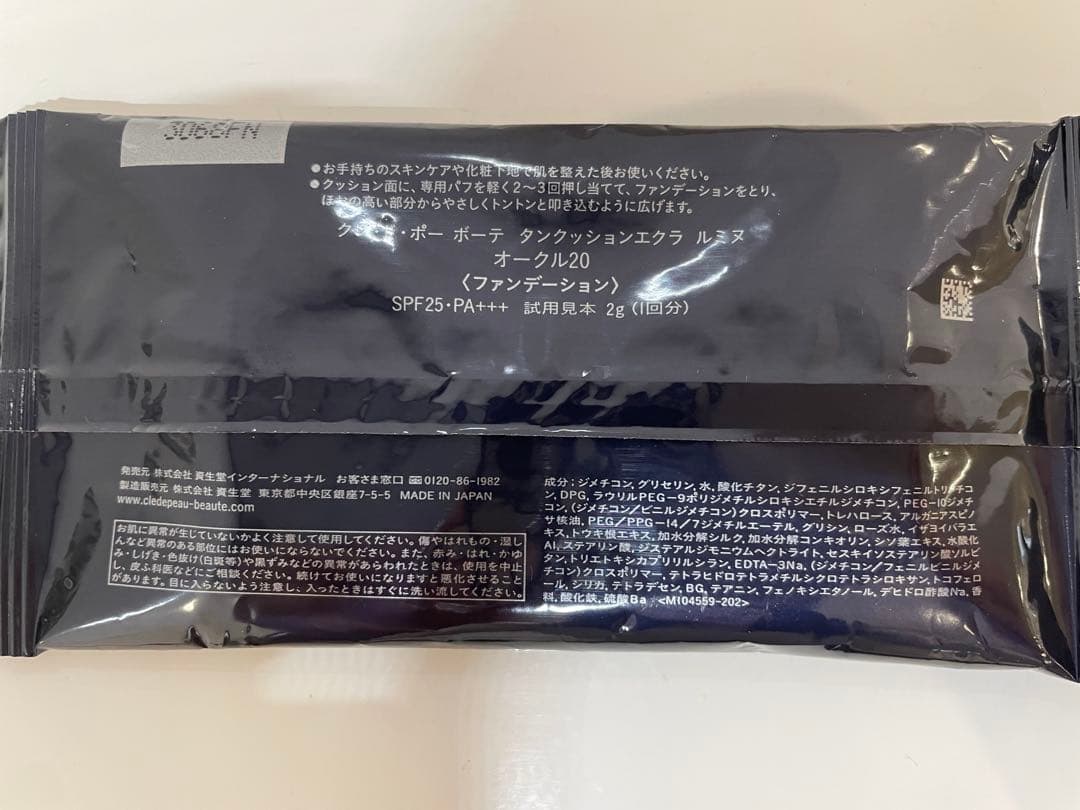 3068FN
●お手持ちのスキンケアや化粧下地で肌を整えた後お使いください。
●クッション面に、専用パフを軽く2〜3回押し当てて、ファンデーションをとり、
ほおの高い部分からやさしくトントンと叩き込むように広げます。
ク・ポー ボーテ タンクッションエクラ ルミヌ
オークル20
〈ファンデーション〉
SPF25・PA+++ 試用見本 2g (1回分)
発売元 株式会社 資生堂インターナショナル お客さま窓口 0120-86-1982
製造販売元 株式会社 資生堂 東京都中央区銀座7-5-5 MADE IN JAPAN
www.cledepeau-beaute.com
お肌に異常が生じていないかよく注意して使用してください。傷やはれもの・湿し
んなど異常のある部位にはお使いにならないでください。また、赤み・はれ・かゆ
み・しげき・色抜け(白斑等)や黒ずみなどの異常があらわれたときは、使用を中止
し、皮ふ科医などにご相談ください。続けてお使いになりますと悪化させること
があります。目に入らないよう注意し、入ったときはすぐに洗い流してください。
成分：ジメチコン, グリセリン, 水, 酸化チタン, ジフェニルシロキシフェニルトリメチコ
ン, DPG, ラウリルPEG-9ポリジメチルシロキシエチルジメチコン, PEG-10ジメチ
コン, (ジメチコン/ビニルジメチコン)クロスポリマー, トレハロース, アルガニアスピノ
サ核油, PEG/PPG-14/7ジメチルエーテル, グリシン, ローズ水, イザヨイバラエ
キス, トウキ根エキス, 加水分解シルク, 加水分解コンキオリン, シソ葉エキス, 水酸化
Al, ステアリン酸, ジステアルジモニウムヘクトライト, セスキイソステアリン酸ソルビ
タン, トリエトキシカプリリルシラン, EDTA-3Na, (ジメチコン/フェニルビニルジメ
チコン)クロスポリマー, テトラヒドロテトラメチルシクロテトラシロキサン, トコフェロ
ール, シリカ, テトラデセン, BG, テアニン, フェノキシエタノール, デヒドロ酢酸Na, 香
料, 酸化鉄, 硫酸Ba <M104559-202>